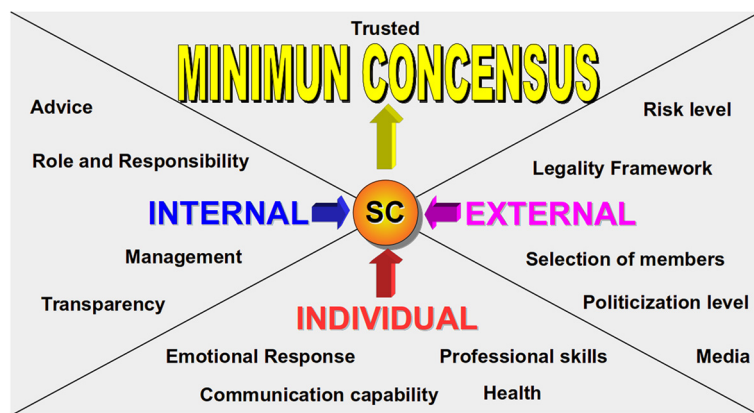 Trusted
MINIMUN CONCENSUS
Advice
Risk level
Role and Responsibility
Legality Framework
INTERNAL
SC
EXTERNAL
Management
Selection of members
Transparency
Politicization level
INDIVIDUAL
Emotional Response
Professional skills
Media
Communication capability
Health